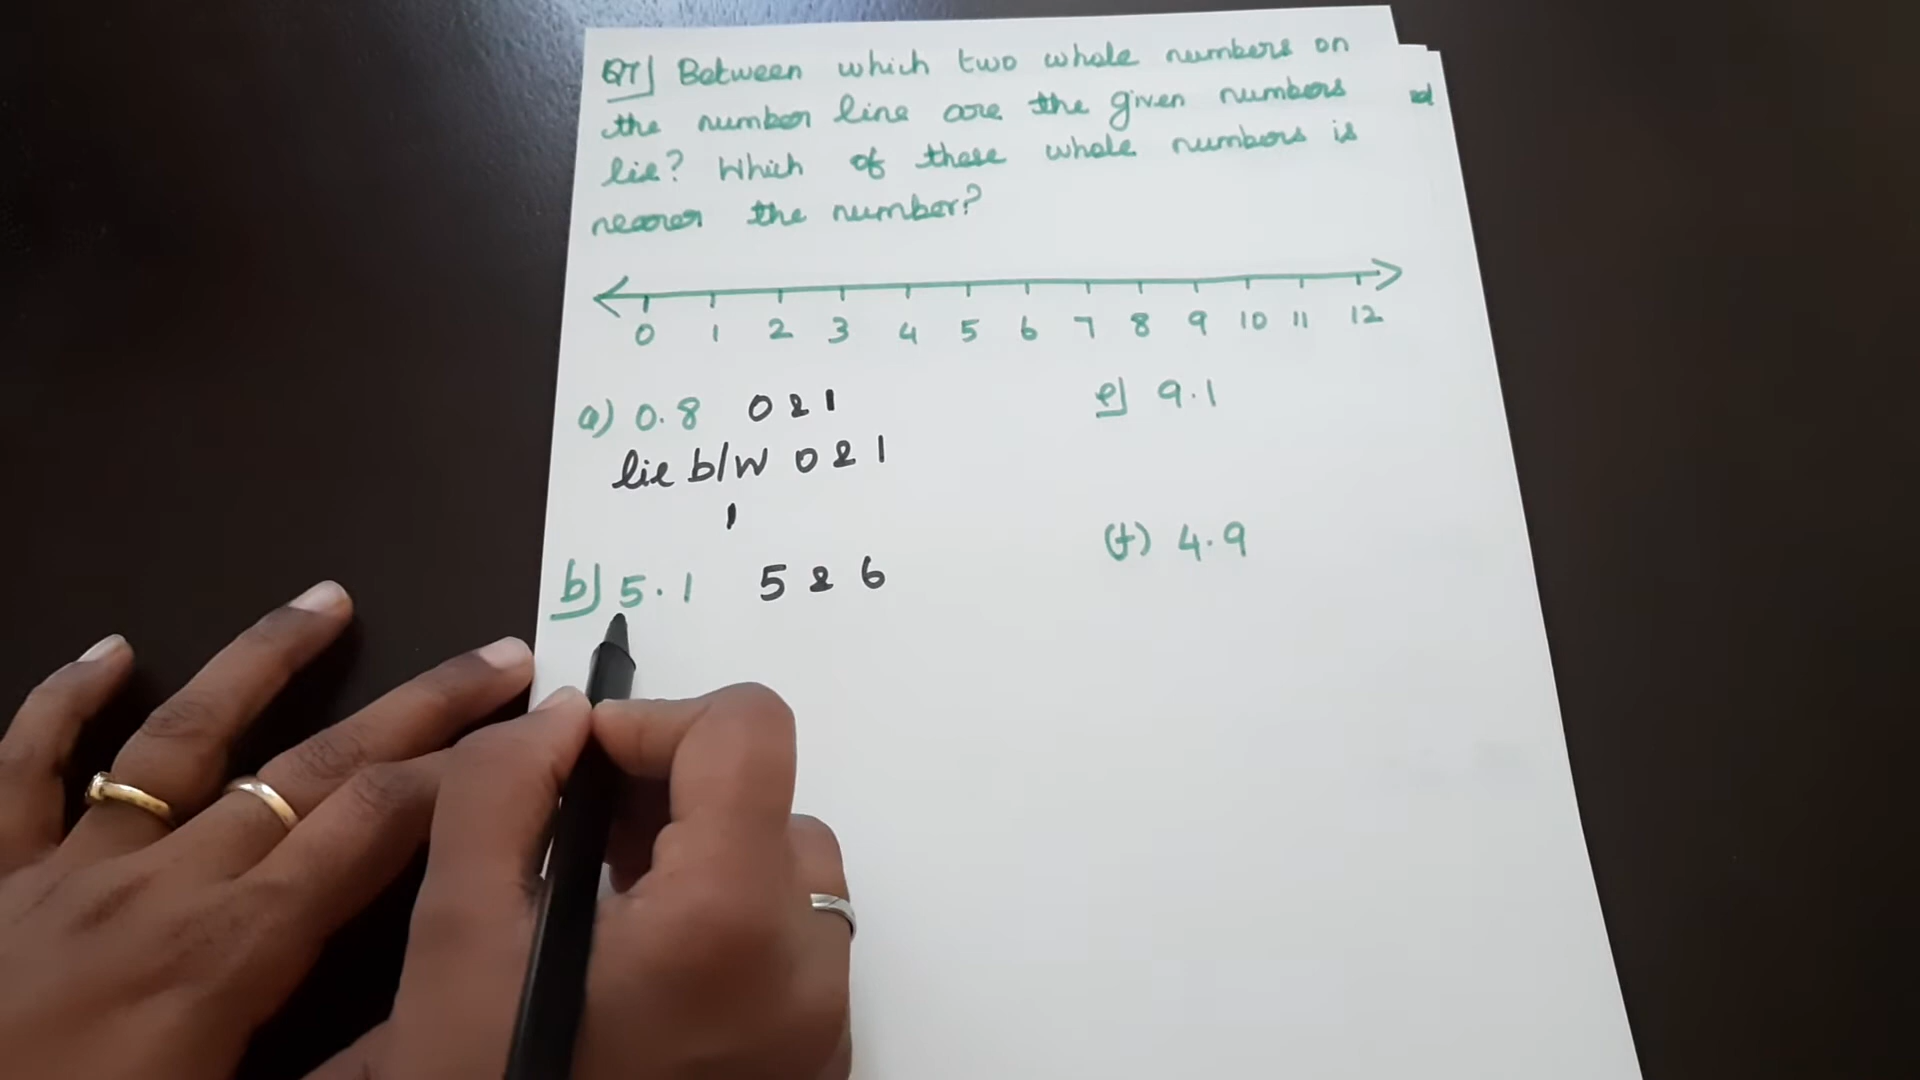 Q7] Between which two whole numbers on
the number line are the given numbers
lie? Which of these whole numbers is
nearer the number?
0 1 2 3 4 5 6 7 8 9 10 11 12
a) 0.8 0 & 1
lie b/w 0 & 1
1
b] 5.1 5 & 6
e] 9.1
(f) 4.9